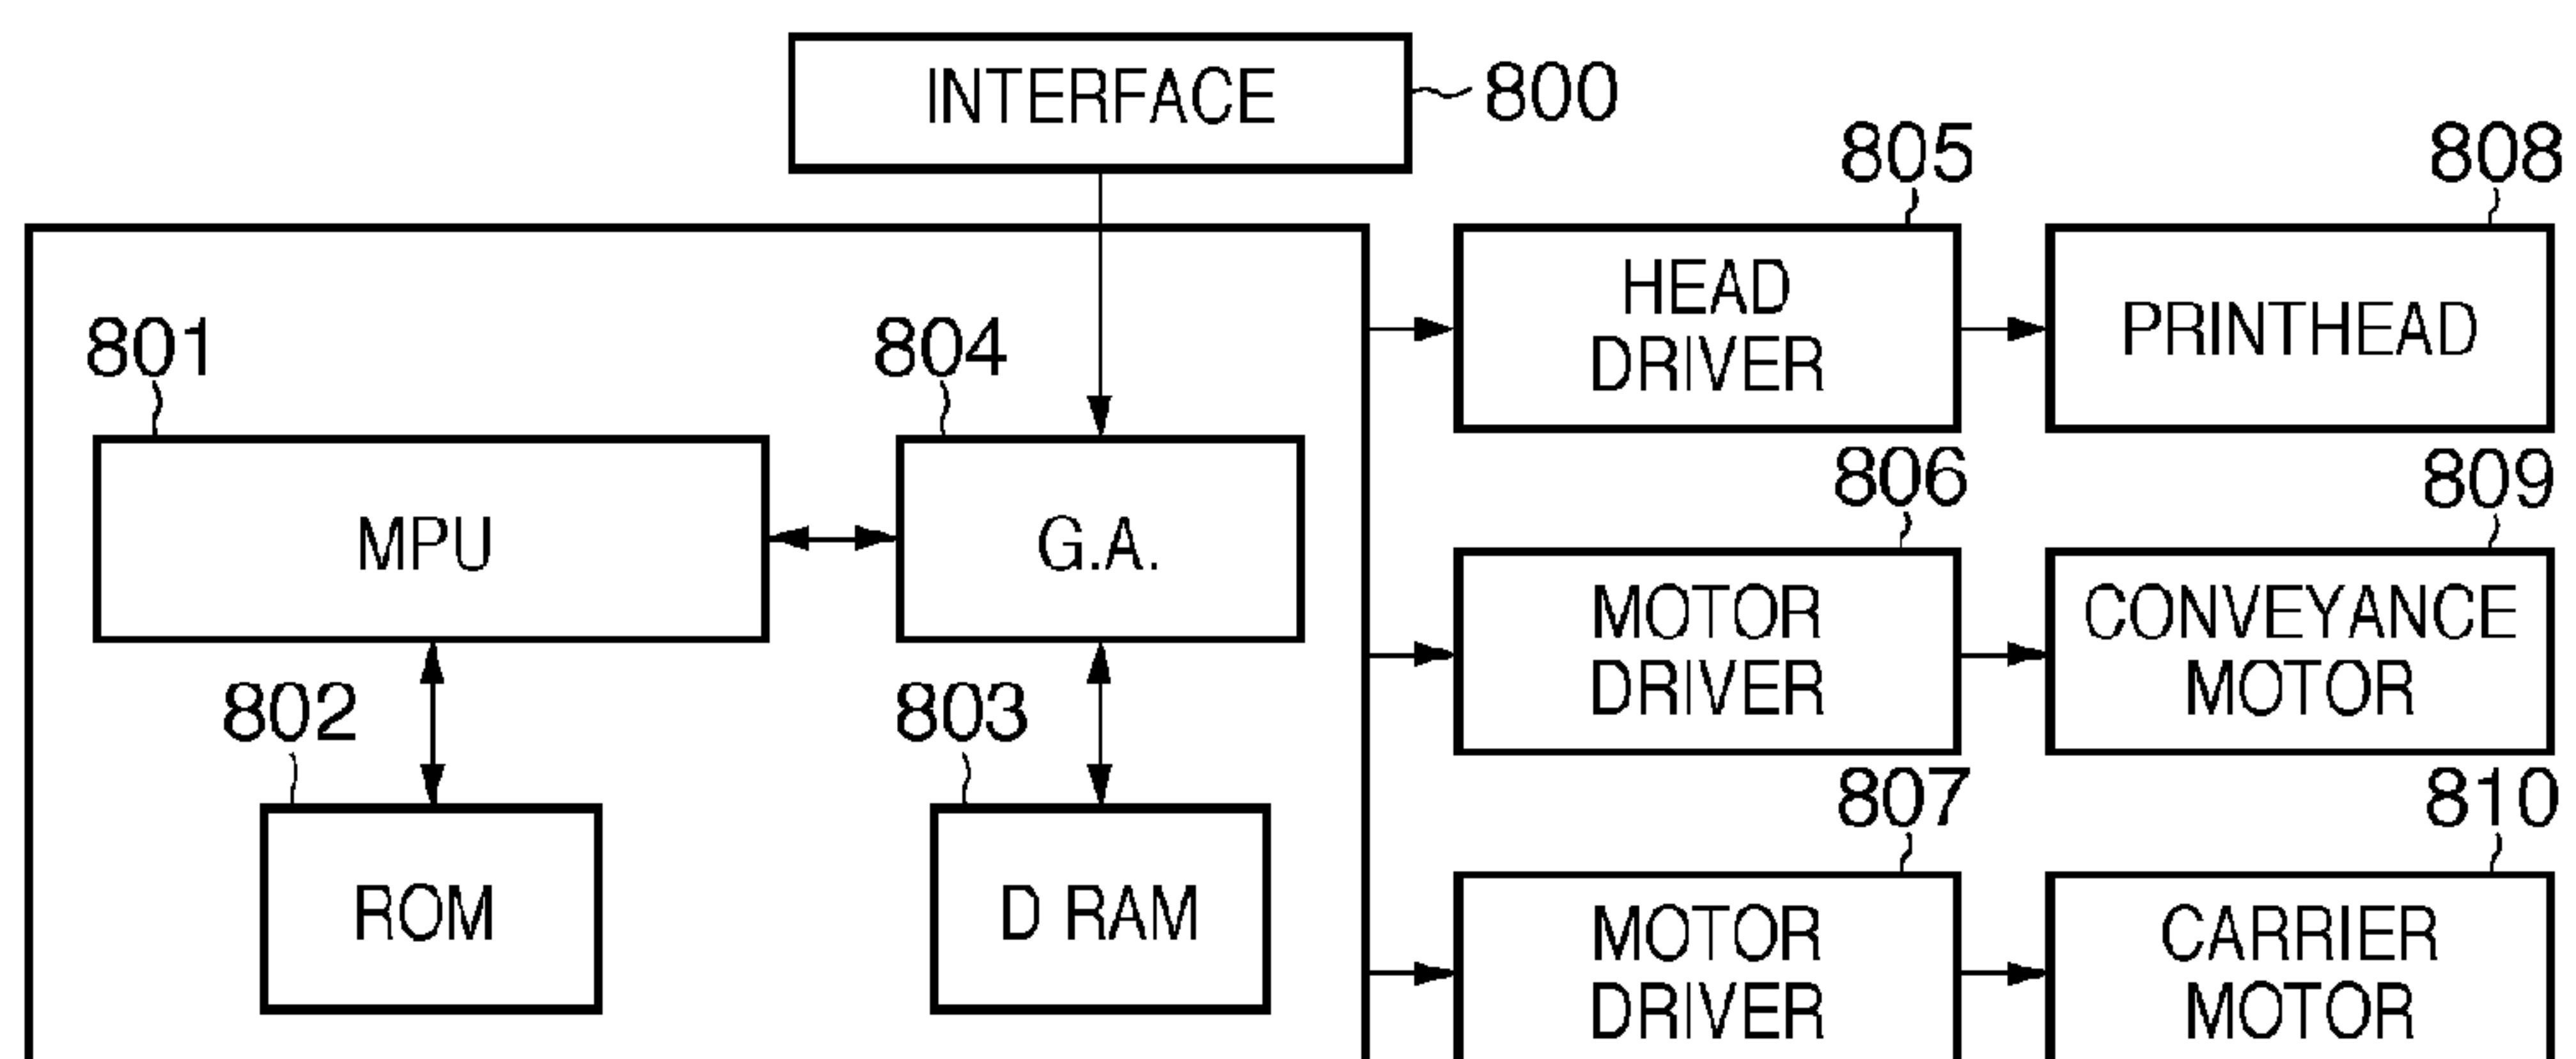 INTERFACE
800
805
808
HEAD
DRIVER
PRINTHEAD
801
804
806
809
MPU
G.A.
MOTOR
DRIVER
CONVEYANCE
MOTOR
802
803
807
810
ROM
D RAM
MOTOR
DRIVER
CARRIER
MOTOR